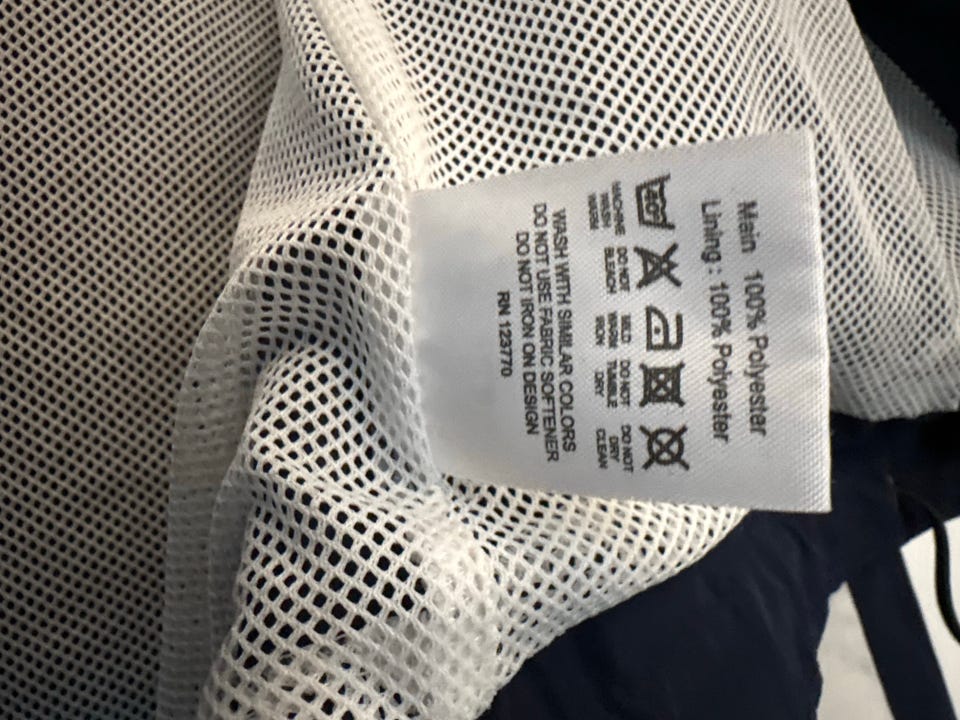 Main 100% Polyester
Lining : 100% Polyester
MACHINE WASH WARM
DO NOT BLEACH
MED WARM IRON
DO NOT TUMBLE DRY
DO NOT DRY CLEAN
WASH WITH SIMILAR COLORS
DO NOT USE FABRIC SOFTENER
DO NOT IRON ON DESIGN
RN 123770